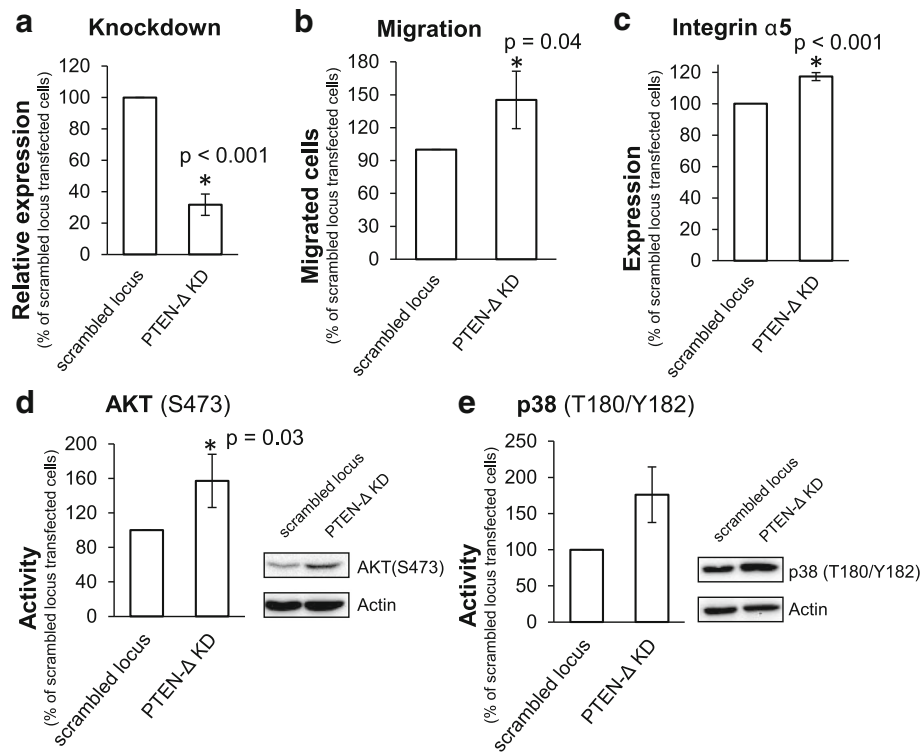 a Knockdown
Relative expression
(% of scrambled locus transfected cells)
120
100
80
60
40
20
0
p < 0.001
*
scrambled locus
PTEN-Δ KD
b Migration
p = 0.04
Migrated cells
(% of scrambled locus transfected cells)
180
150
120
90
60
30
0
*
scrambled locus
PTEN-Δ KD
c Integrin α5
p < 0.001
Expression
(% of scrambled locus transfected cells)
120
100
80
60
40
20
0
*
scrambled locus
PTEN-Δ KD
d AKT (S473)
Activity
(% of scrambled locus transfected cells)
200
160
120
80
40
0
* p = 0.03
scrambled locus
PTEN-Δ KD
scrambled locus
PTEN-Δ KD
AKT(S473)
Actin
e p38 (T180/Y182)
Activity
(% of scrambled locus transfected cells)
250
200
150
100
50
0
scrambled locus
PTEN-Δ KD
scrambled locus
PTEN-Δ KD
p38 (T180/Y182)
Actin